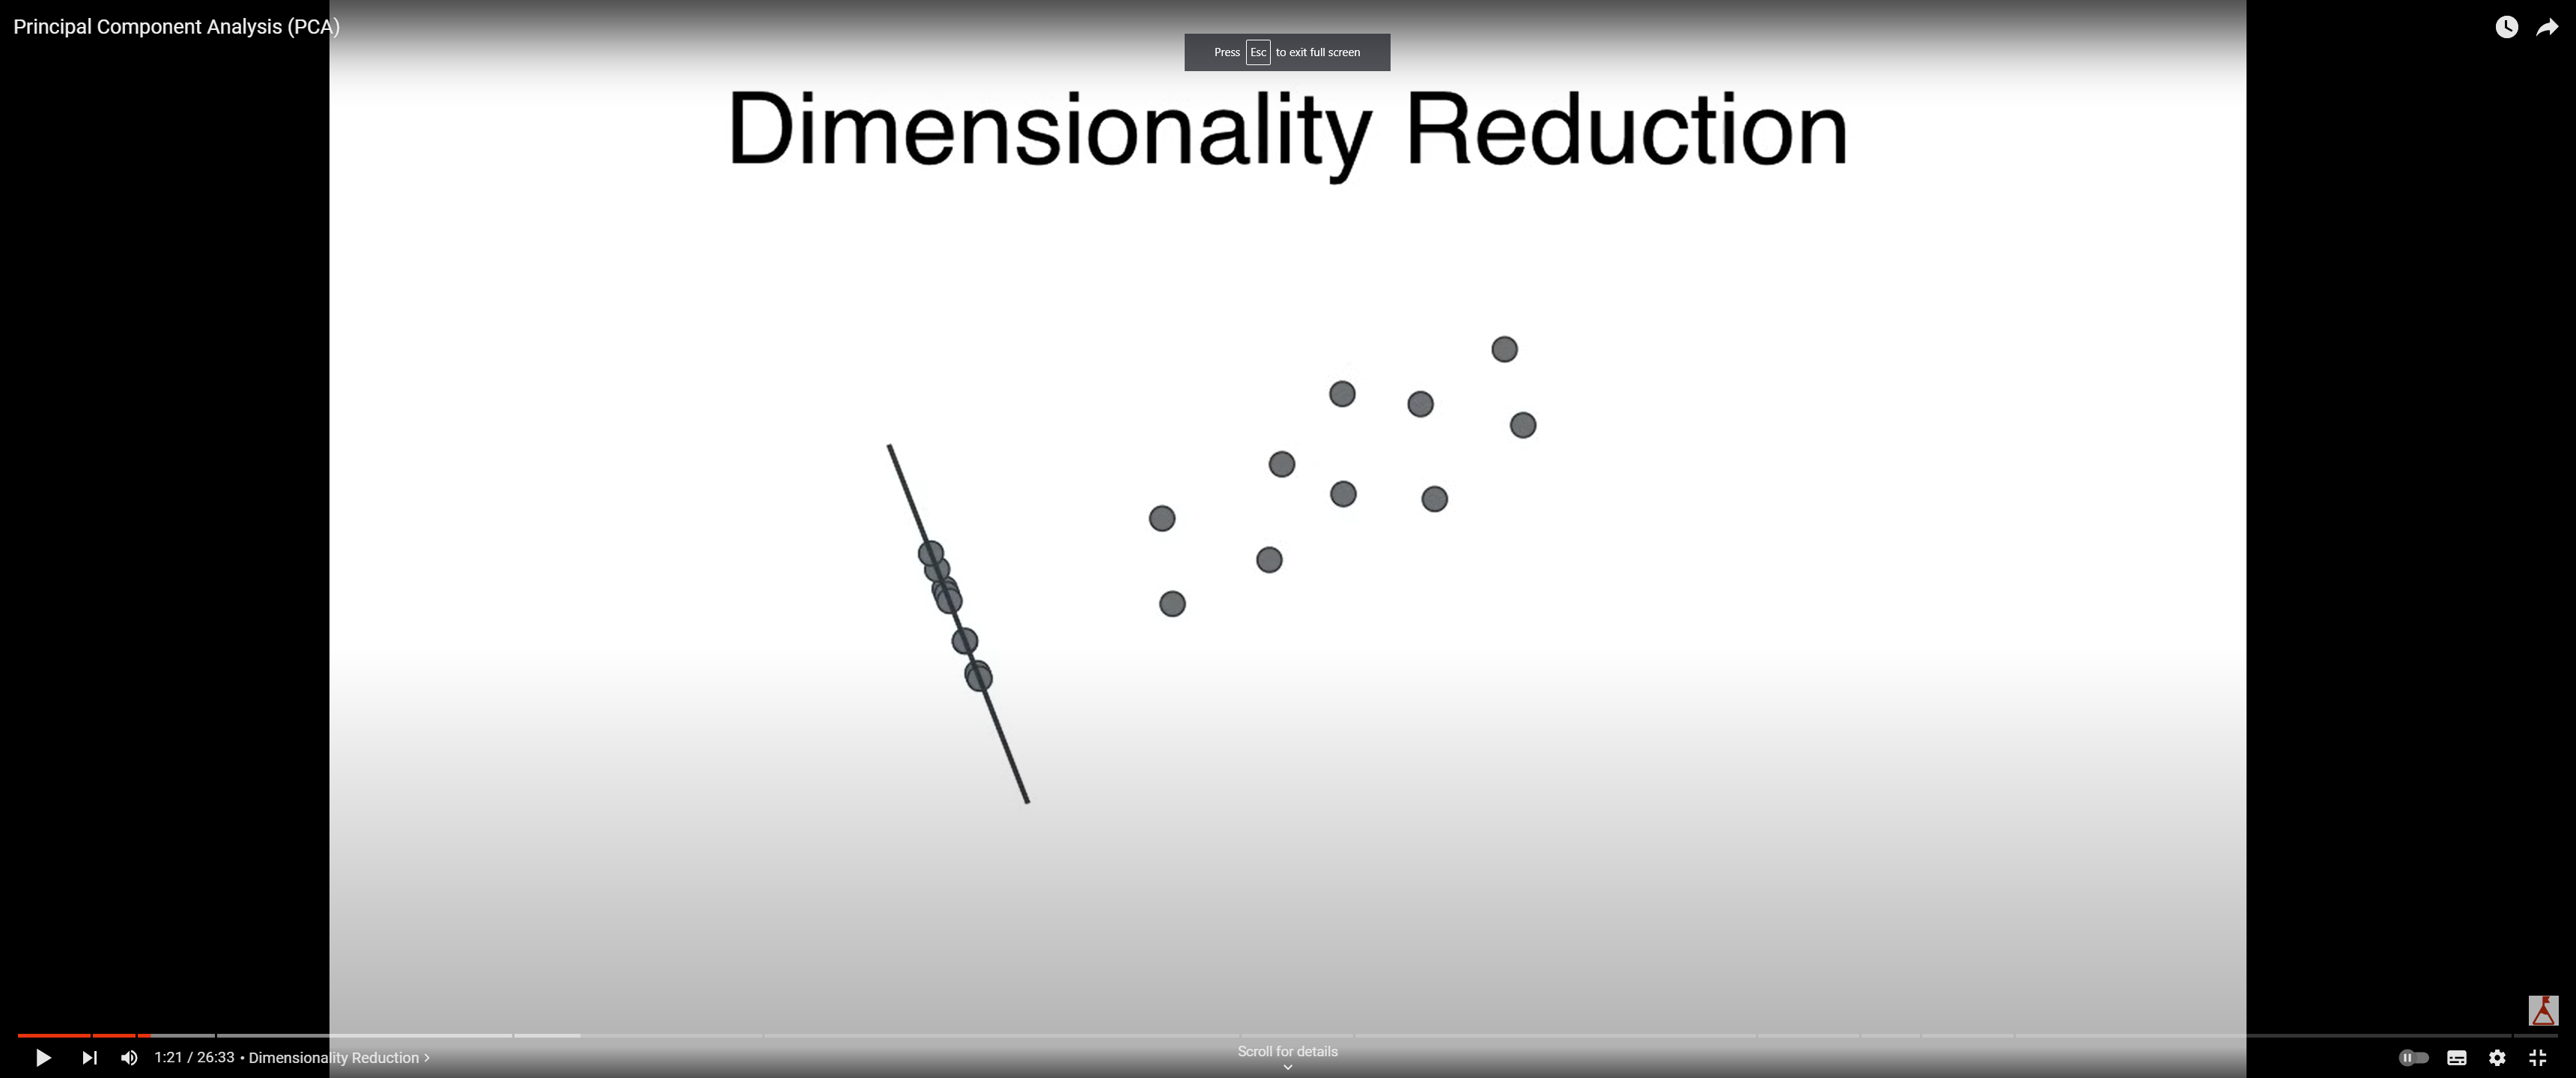 Principal Component Analysis (PCA)
Press Esc to exit full screen
Dimensionality Reduction
Scroll for details
1:21 / 26:33 • Dimensionality Reduction